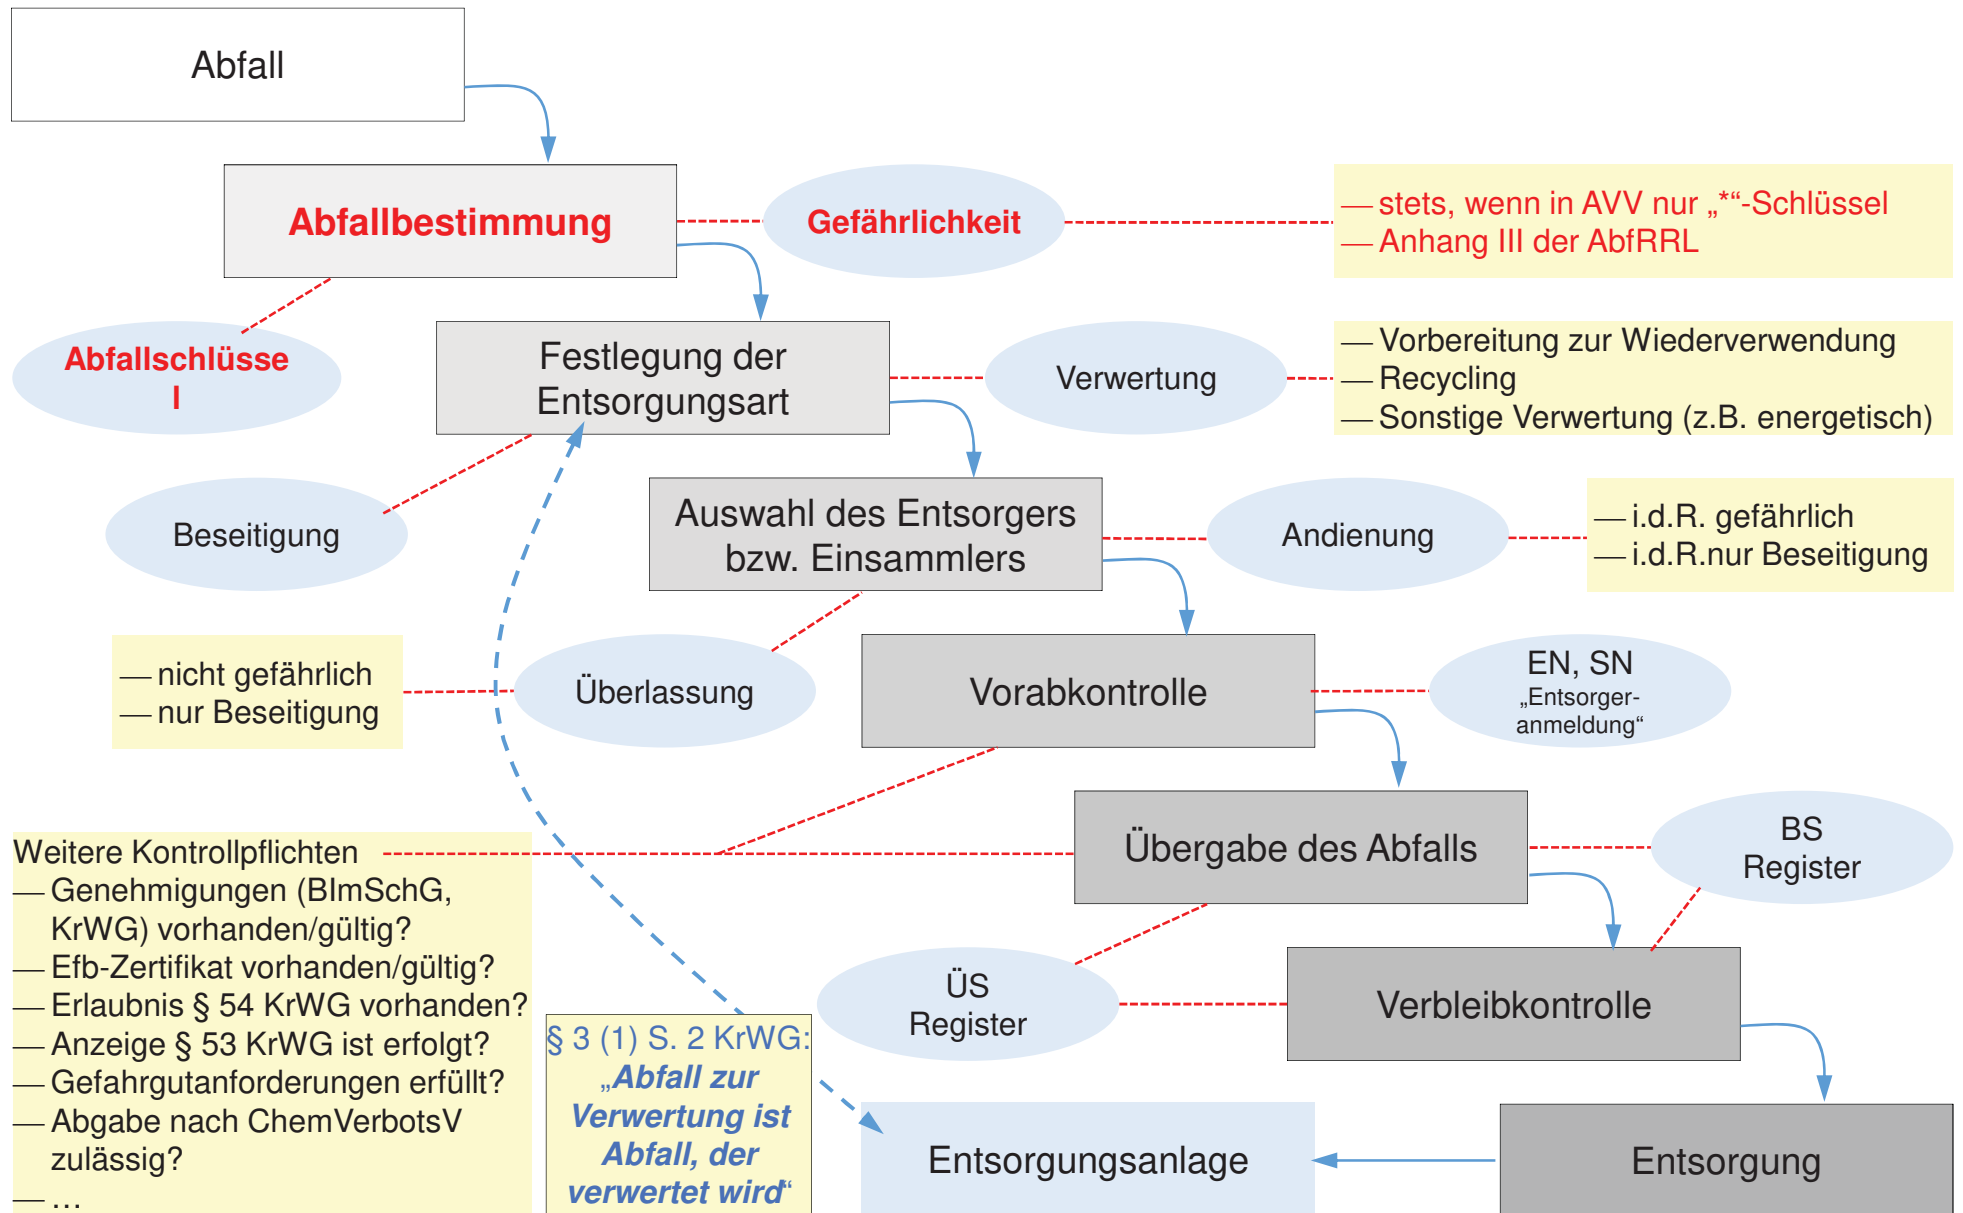 Abfall
Abfallbestimmung
Gefährlichkeit
— stets, wenn in AVV nur „*“-Schlüssel
— Anhang III der AbfRRL
Abfallschlüsse
l
Festlegung der
Entsorgungsart
Verwertung
— Vorbereitung zur Wiederverwendung
— Recycling
— Sonstige Verwertung (z.B. energetisch)
Beseitigung
Auswahl des Entsorgers
bzw. Einsammlers
Andienung
— i.d.R. gefährlich
— i.d.R.nur Beseitigung
— nicht gefährlich
— nur Beseitigung
Überlassung
Vorabkontrolle
EN, SN
„Entsorger-
anmeldung“
Weitere Kontrollpflichten
— Genehmigungen (BImSchG,
KrWG) vorhanden/gültig?
— Efb-Zertifikat vorhanden/gültig?
— Erlaubnis § 54 KrWG vorhanden?
— Anzeige § 53 KrWG ist erfolgt?
— Gefahrgutanforderungen erfüllt?
— Abgabe nach ChemVerbotsV
zulässig?
— …
Übergabe des Abfalls
BS
Register
ÜS
Register
Verbleibkontrolle
§ 3 (1) S. 2 KrWG:
„Abfall zur
Verwertung ist
Abfall, der
verwertet wird“
Entsorgungsanlage
Entsorgung